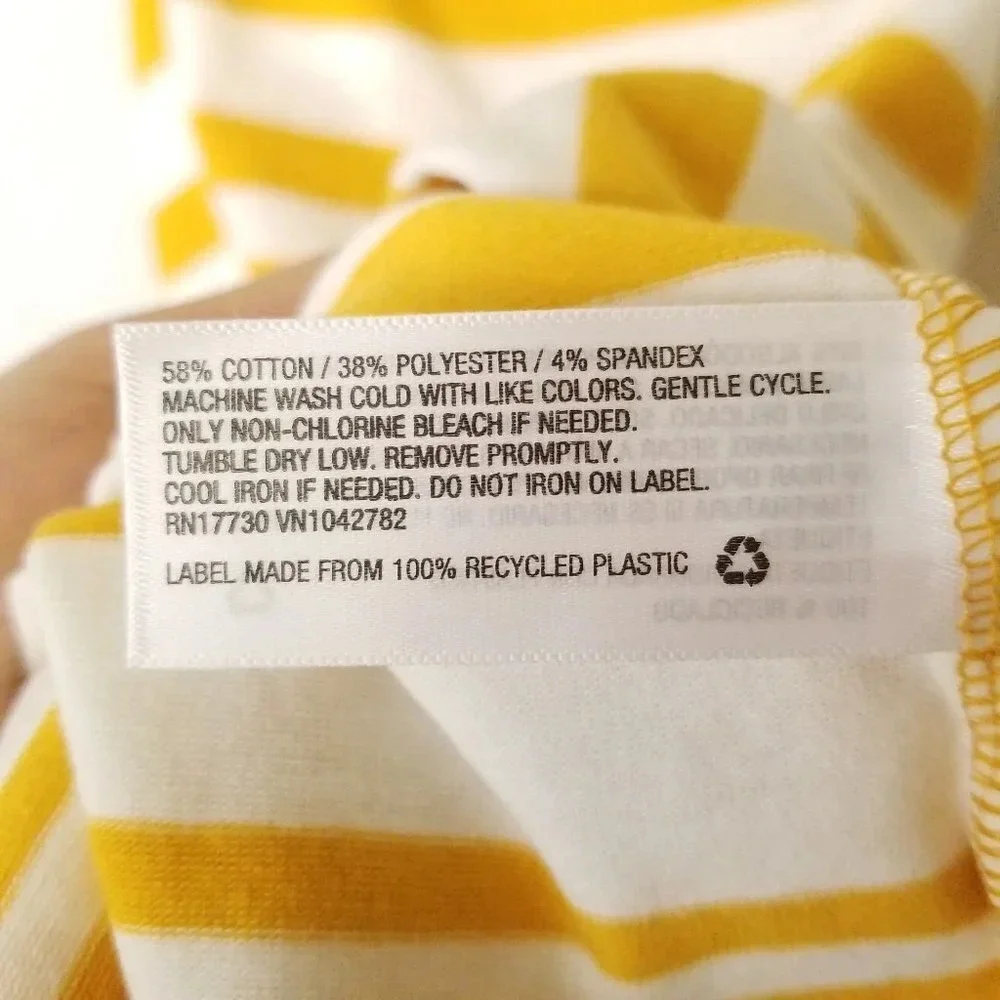 58% COTTON / 38% POLYESTER / 4% SPANDEX
MACHINE WASH COLD WITH LIKE COLORS. GENTLE CYCLE.
ONLY NON-CHLORINE BLEACH IF NEEDED.
TUMBLE DRY LOW. REMOVE PROMPTLY.
COOL IRON IF NEEDED. DO NOT IRON ON LABEL.
RN17730 VN1042782
LABEL MADE FROM 100% RECYCLED PLASTIC